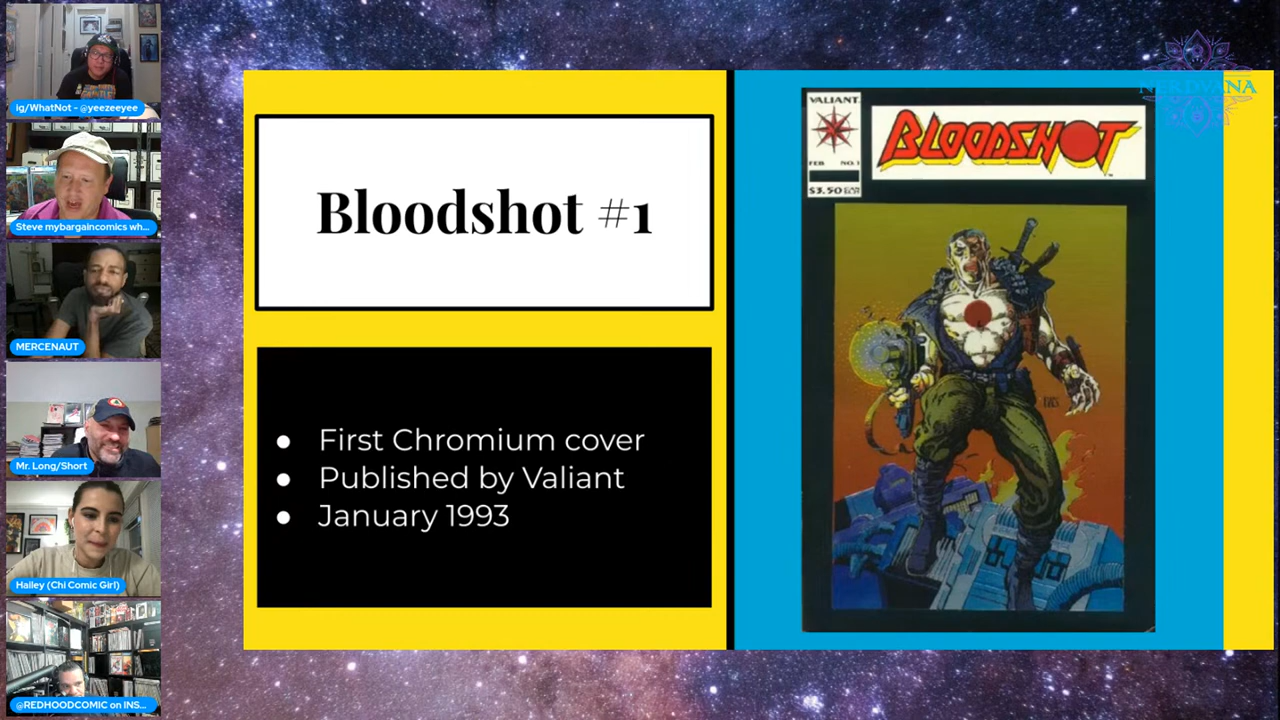 ig/WhatNot - @yeezeeyee
Steve mybargaincomics wh...
MERCENAUT
Mr. Long/Short
Hailey (Chi Comic Girl)
@REDHOODCOMIC on INS...
Bloodshot #1
● First Chromium cover
● Published by Valiant
● January 1993
VALIANT
FEB NO.1
$3.50
BLOODSHOT
NERDVANA